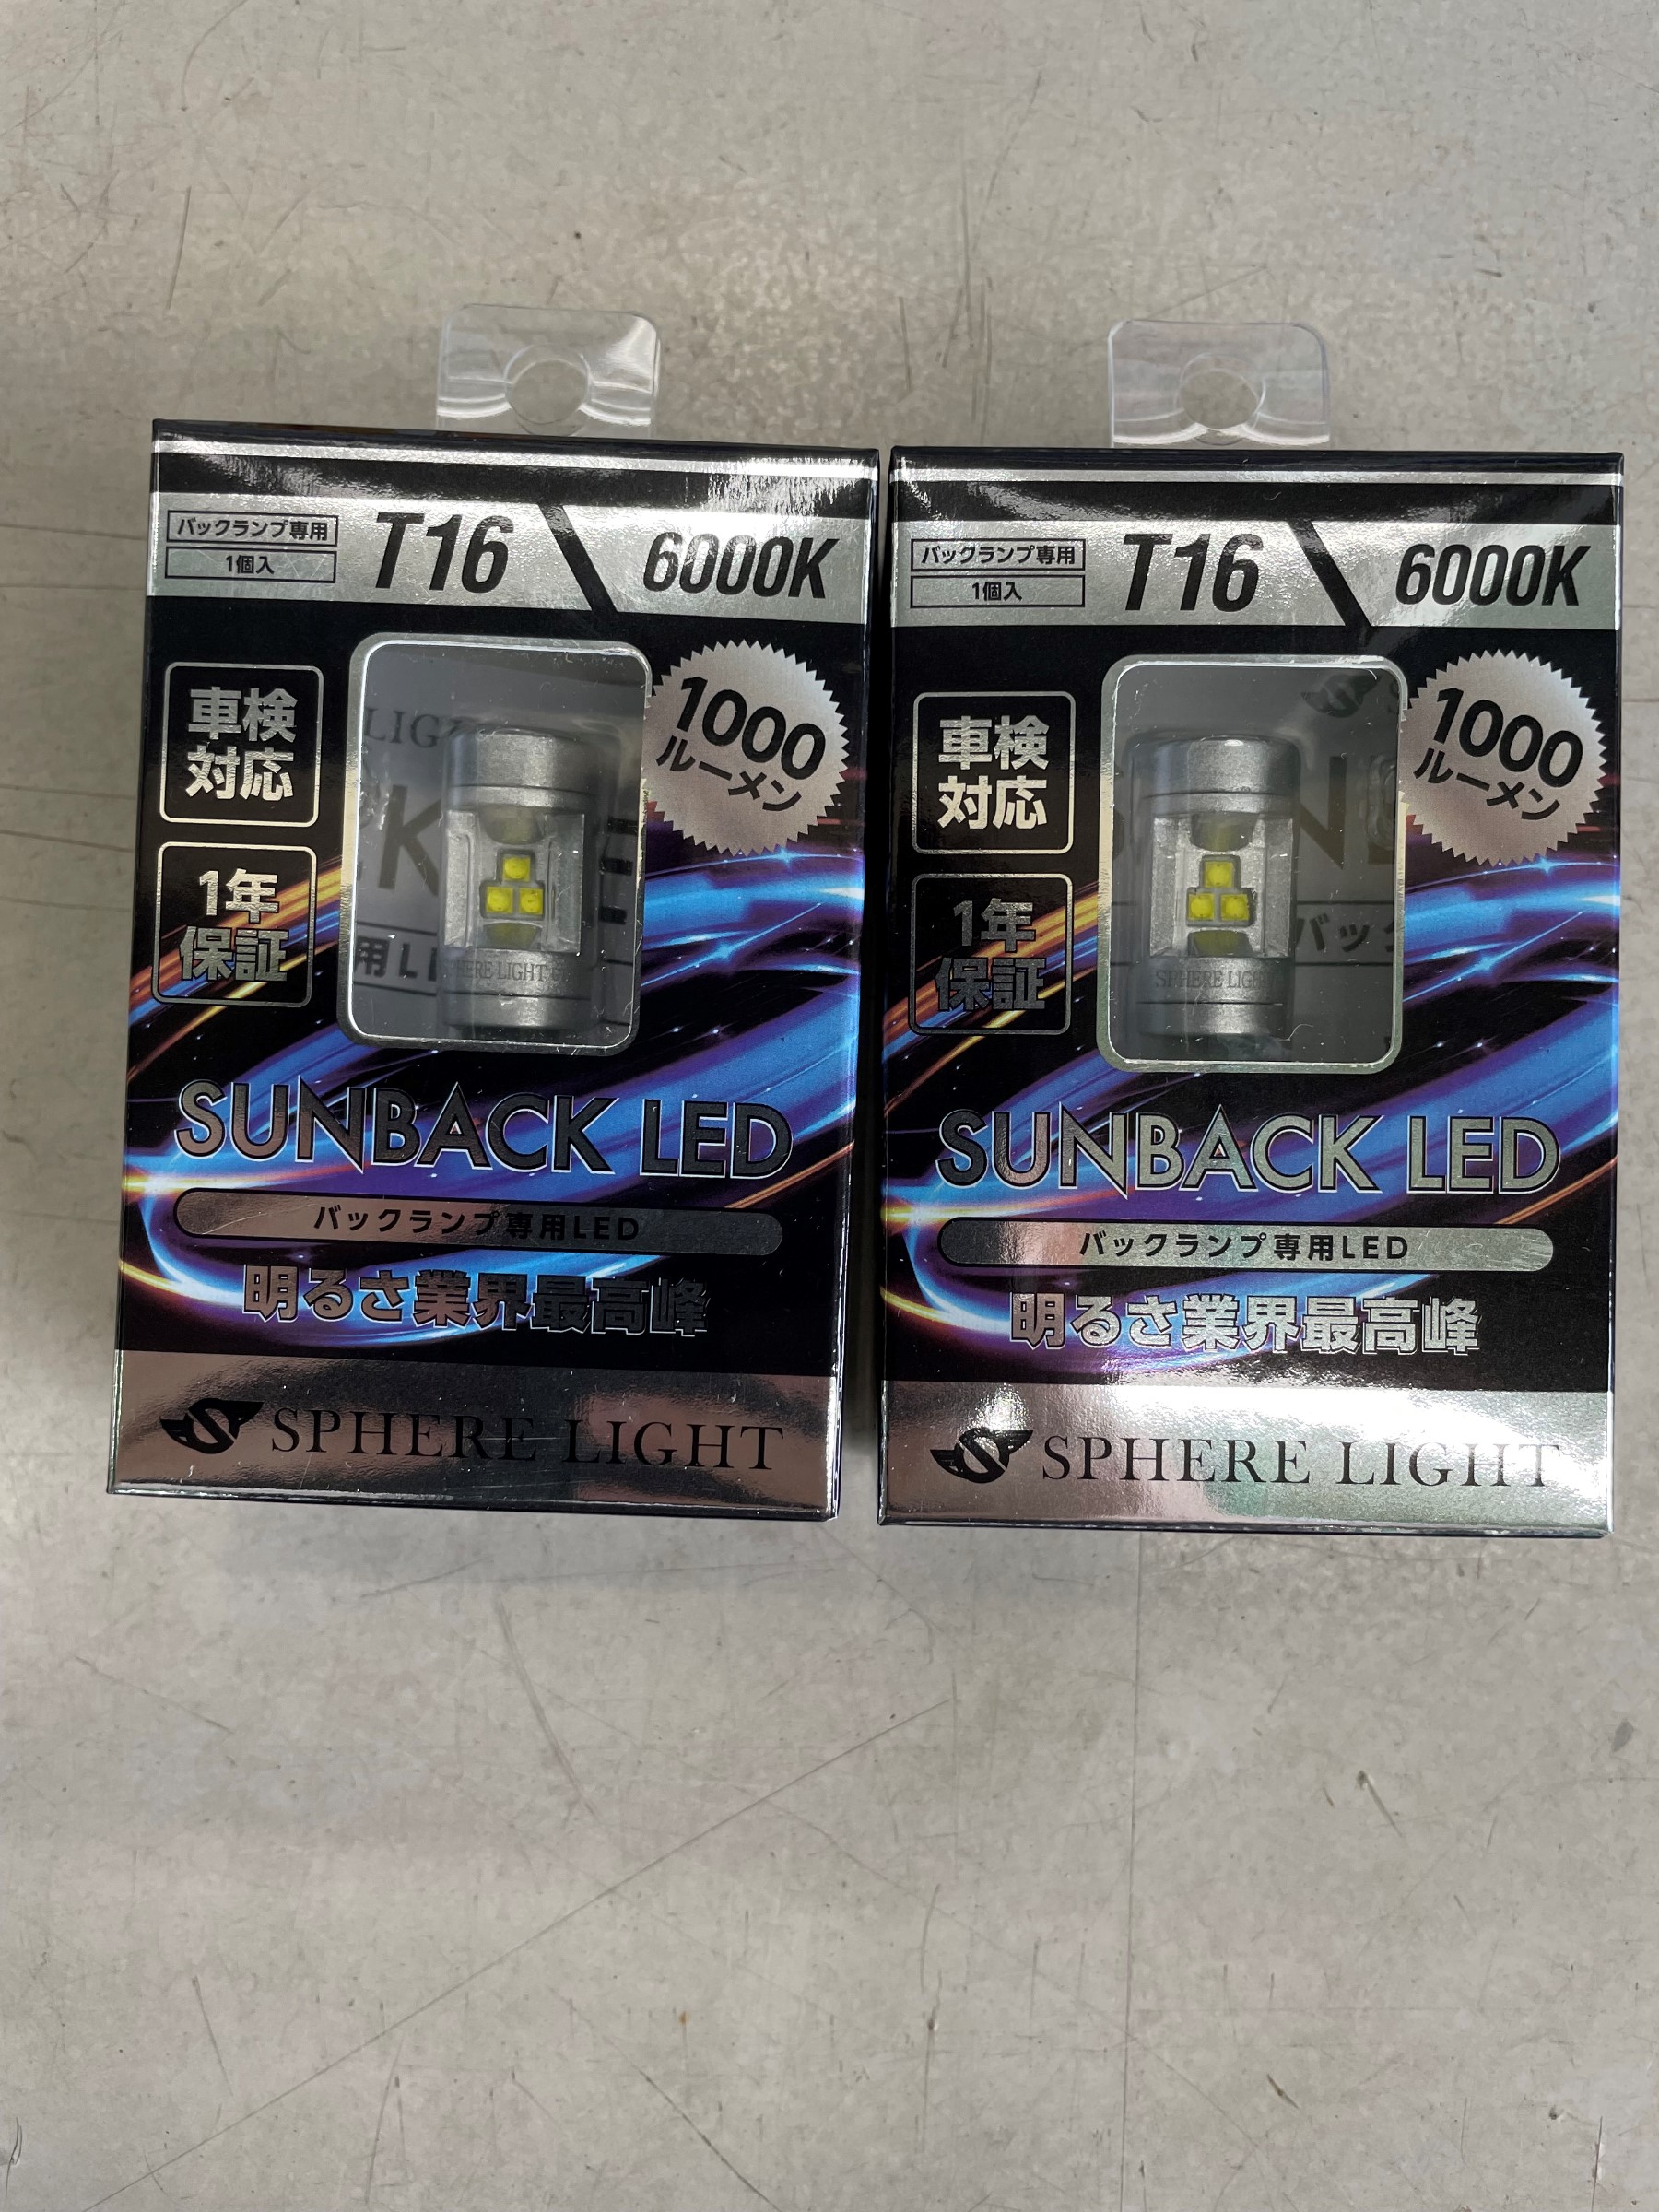 バックランプ専用
1個入
T16
6000K
車検
対応
1000
ルーメン
1年
保証
SPHERE LIGHT
SUNBACK LED
バックランプ専用LED
明るさ業界最高峰
SPHERE LIGHT
バックランプ専用
1個入
T16
6000K
車検
対応
1000
ルーメン
1年
保証
SPHERE LIGHT
SUNBACK LED
バックランプ専用LED
明るさ業界最高峰
SPHERE LIGHT